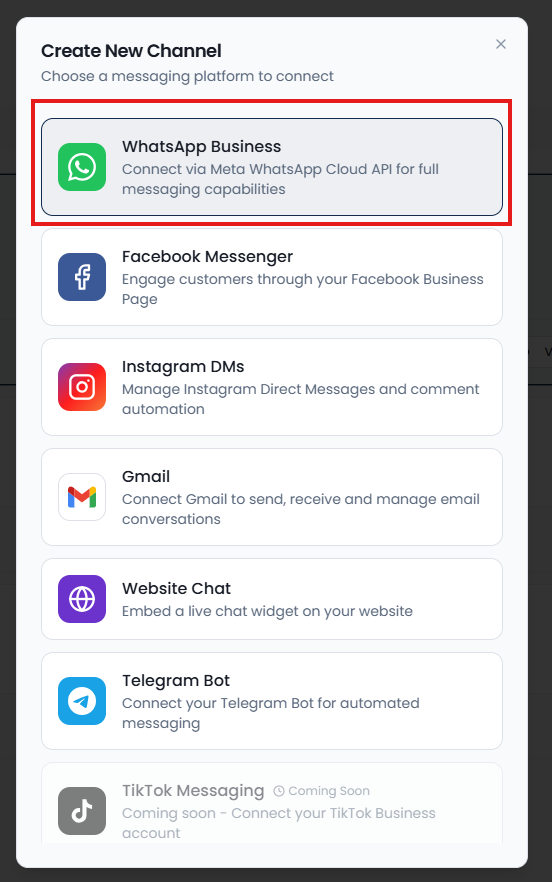 Create New Channel
Choose a messaging platform to connect
WhatsApp Business
Connect via Meta WhatsApp Cloud API for full
messaging capabilities
Facebook Messenger
Engage customers through your Facebook Business
Page
Instagram DMs
Manage Instagram Direct Messages and comment
automation
Gmail
Connect Gmail to send, receive and manage email
conversations
Website Chat
Embed a live chat widget on your website
Telegram Bot
Connect your Telegram Bot for automated
messaging
TikTok Messaging Coming Soon
Coming soon - Connect your TikTok Business
account